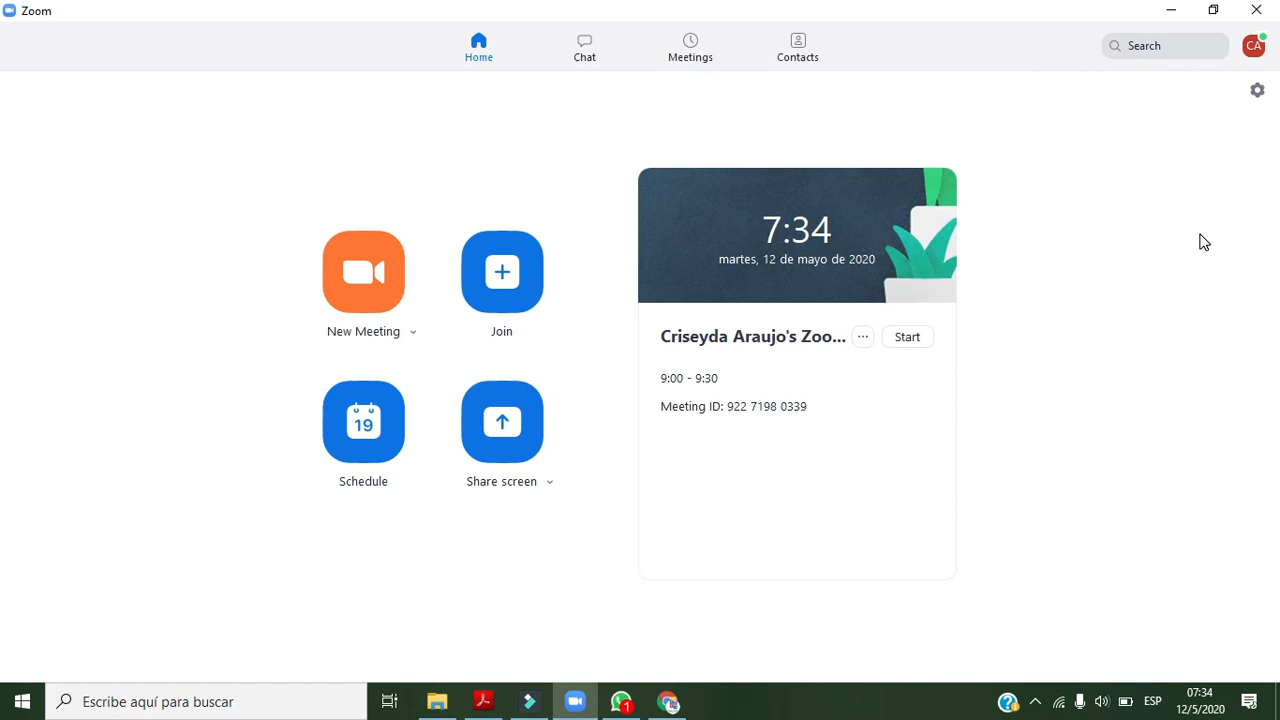 Zoom
Home
Chat
Meetings
Contacts
Search
CA
7:34
martes, 12 de mayo de 2020
New Meeting
Join
Criseyda Araujo's Zoo...
Start
9:00 - 9:30
Meeting ID: 922 7198 0339
19
Schedule
Share screen
Escribe aquí para buscar
1
ESP
07:34
12/5/2020